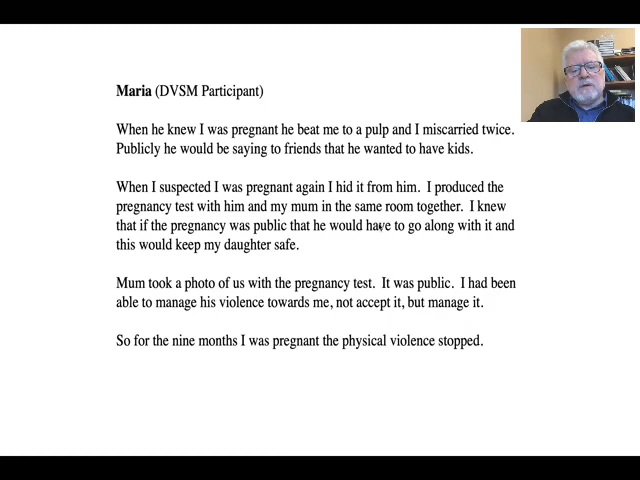 Maria (DVSM Participant)
When he knew I was pregnant he beat me to a pulp and I miscarried twice.
Publicly he would be saying to friends that he wanted to have kids.
When I suspected I was pregnant again I hid it from him. I produced the
pregnancy test with him and my mum in the same room together. I knew
that if the pregnancy was public that he would have to go along with it and
this would keep my daughter safe.
Mum took a photo of us with the pregnancy test. It was public. I had been
able to manage his violence towards me, not accept it, but manage it.
So for the nine months I was pregnant the physical violence stopped.